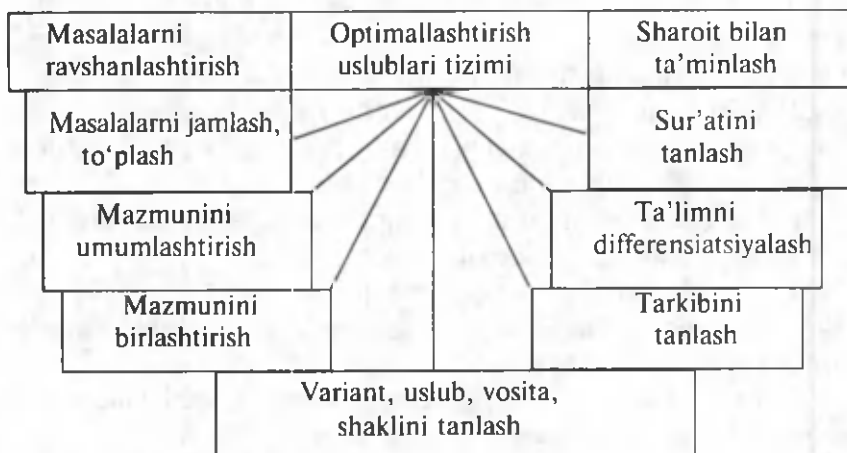 Masalalarni
ravshanlashtirish
Optimallashtirish
uslublari tizimi
Sharoit bilan
ta'minlash
Masalalarni jamlash,
to‘plash
Sur'atini
tanlash
Mazmunini
umumlashtirish
Ta'limni
differensiatsiyalash
Mazmunini
birlashtirish
Tarkibini
tanlash
Variant, uslub, vosita,
shaklini tanlash